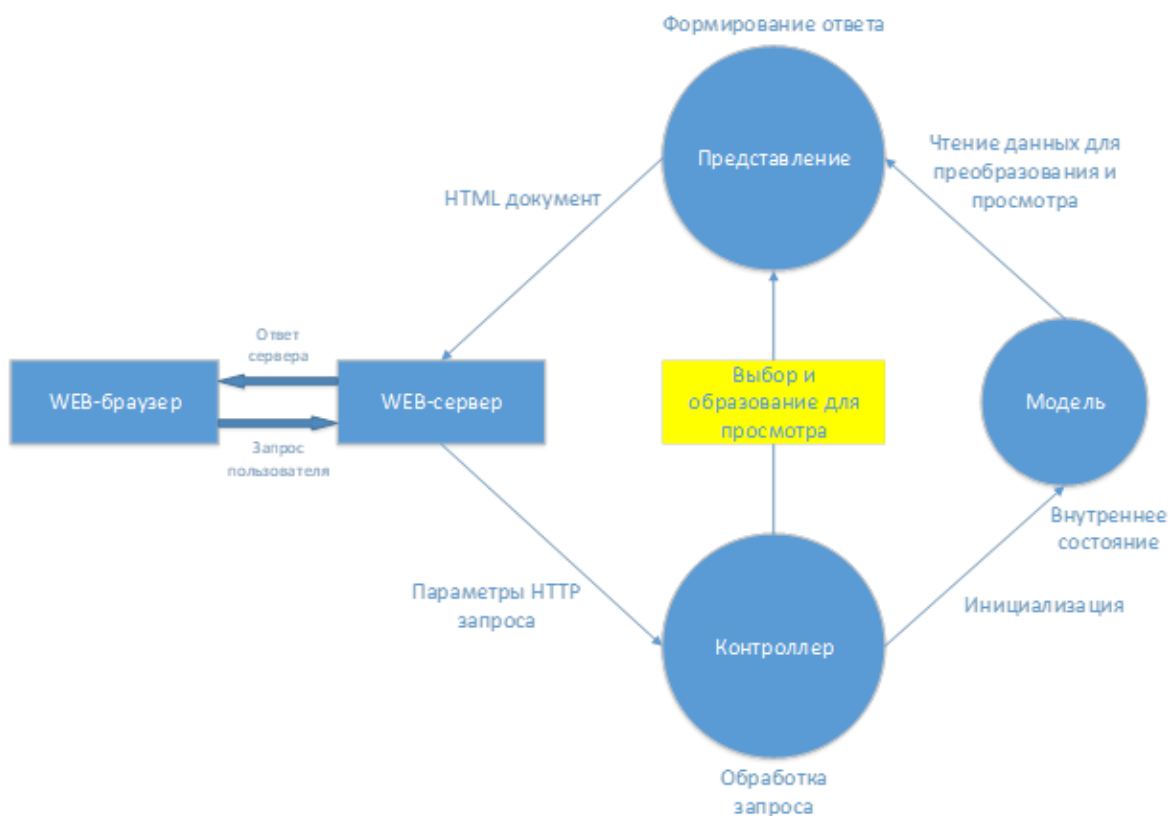 Формирование ответа
Представление
Чтение данных для
преобразования и
просмотра
HTML документ
Ответ
сервера
WEB-браузер
WEB-сервер
Запрос
пользователя
Выбор и
образование для
просмотра
Модель
Внутреннее
состояние
Параметры HTTP
запроса
Инициализация
Контроллер
Обработка
запроса